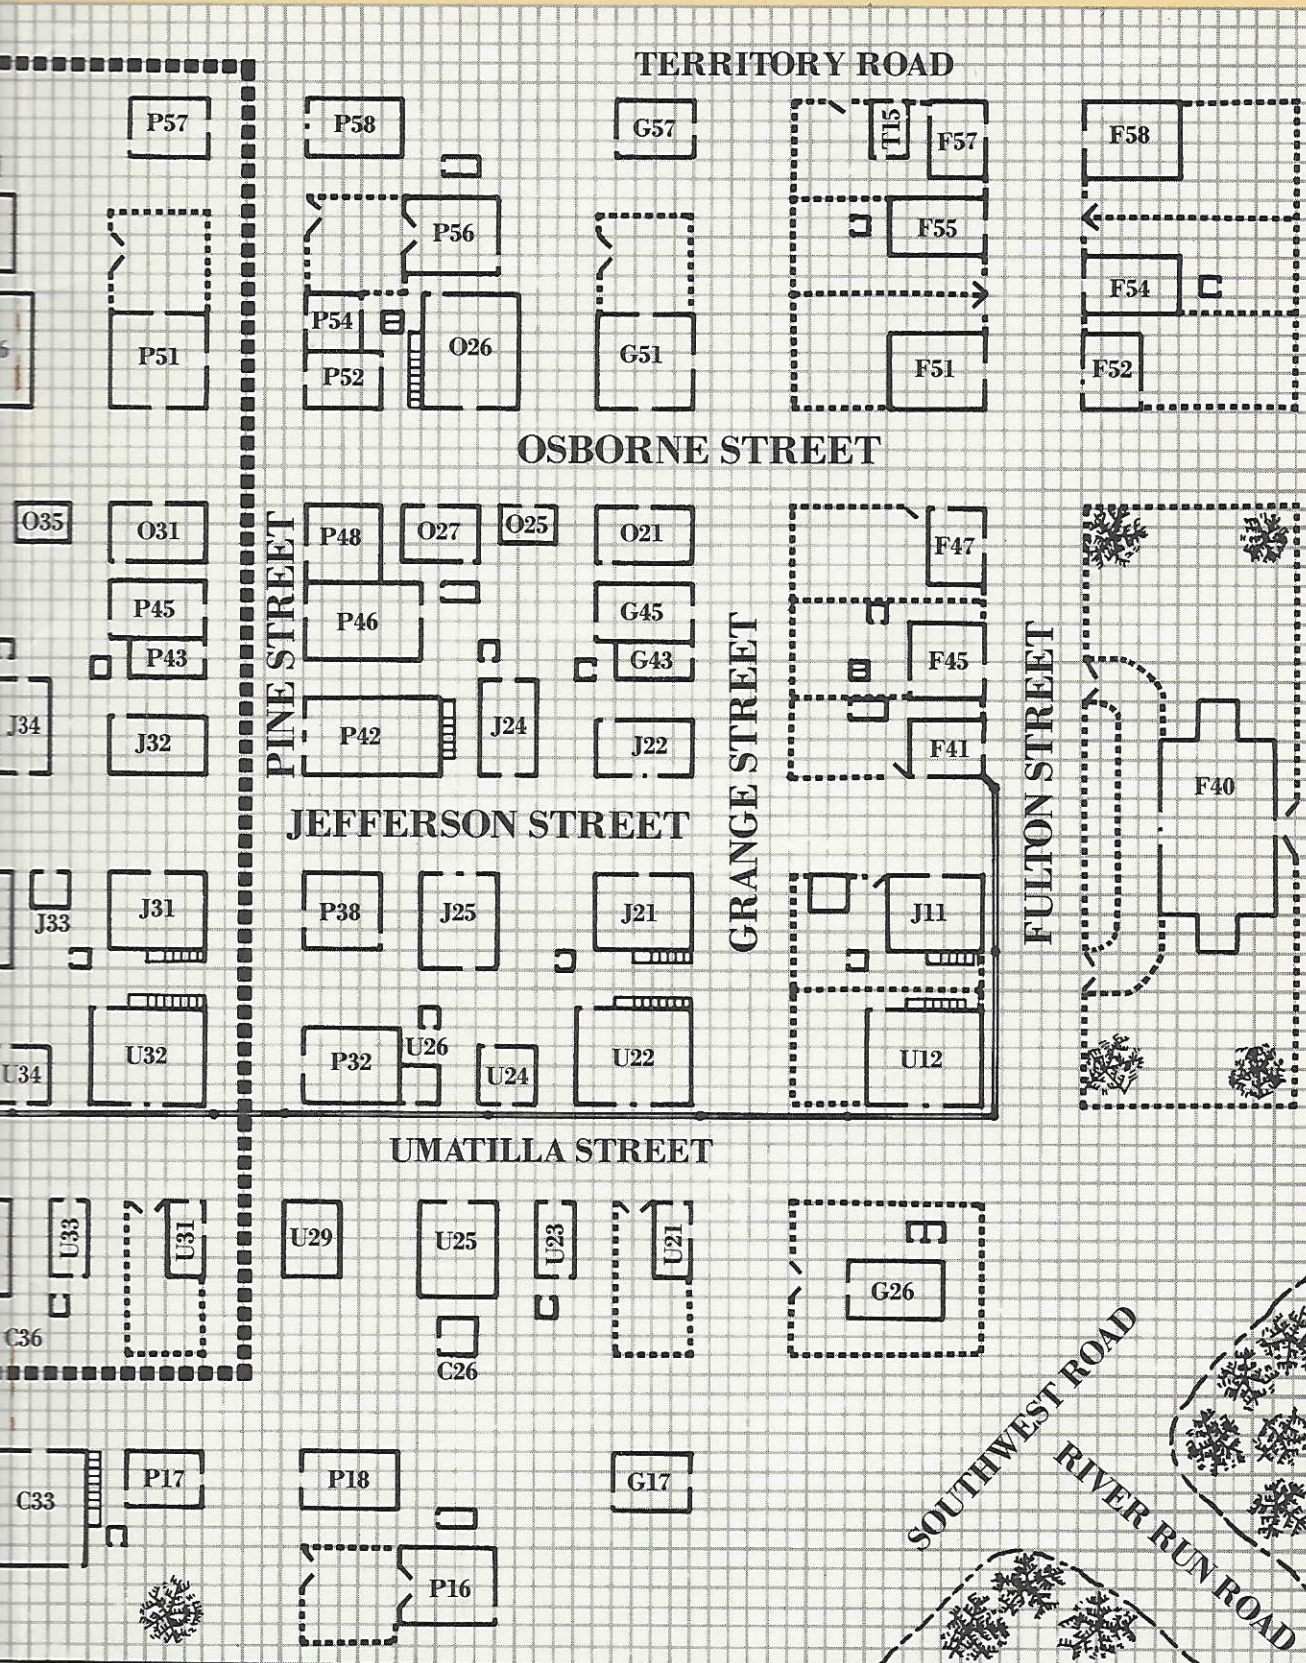 TERRITORY ROAD
P57
P58
G57
T15
F57
F58
P56
F55
P54
F54
P51
O26
G51
P52
F51
F52
OSBORNE STREET
O35
O31
P48
O27
O25
O21
F47
P45
P46
G45
P43
G43
F45
PINE STREET
GRANGE STREET
FULTON STREET
J34
J32
P42
J24
J22
F41
F40
JEFFERSON STREET
J33
J31
P38
J25
J21
J11
U34
U32
P32
U26
U24
U22
U12
UMATILLA STREET
U33
U31
U29
U25
U23
U21
G26
C36
C26
SOUTHWEST ROAD
RIVER RUN ROAD
C33
P17
P18
G17
P16